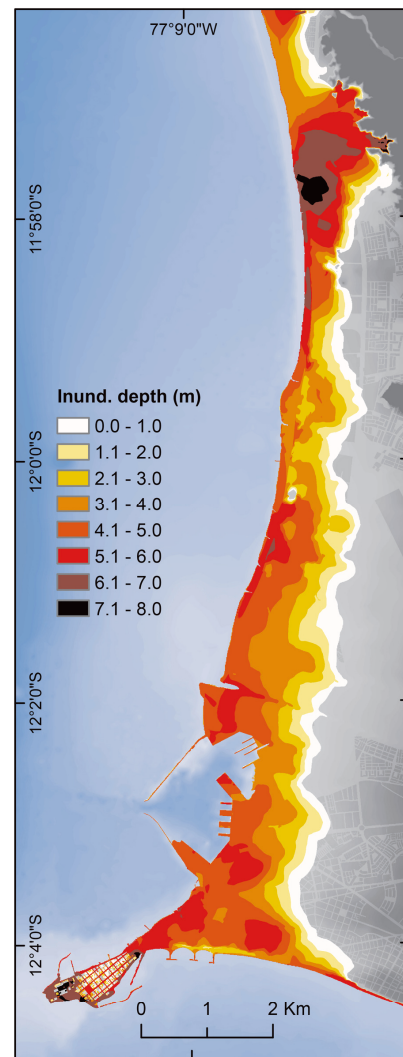 77°9'0"W
11°58'0"S
Inund. depth (m)
0.0 - 1.0
1.1 - 2.0
2.1 - 3.0
3.1 - 4.0
4.1 - 5.0
5.1 - 6.0
6.1 - 7.0
7.1 - 8.0
12°0'0"S
12°2'0"S
12°4'0"S
0 1 2 Km